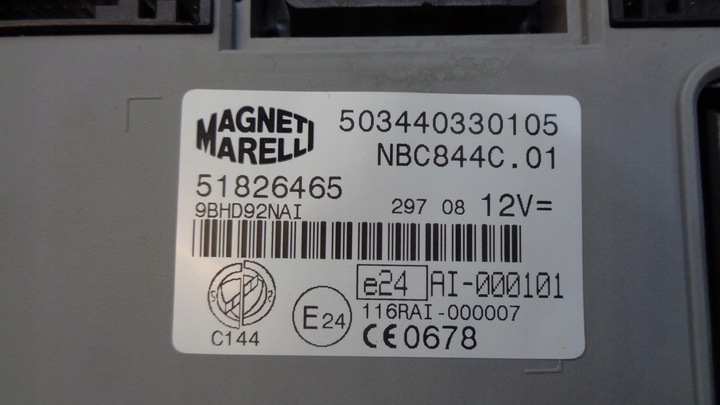 MAGNETI
MARELLI
503440330105
NBC844C.01
51826465
9BHD92NAI
297 08 12V=
e24 AI-000101
116RAI-000007
C144
E24
CE0678